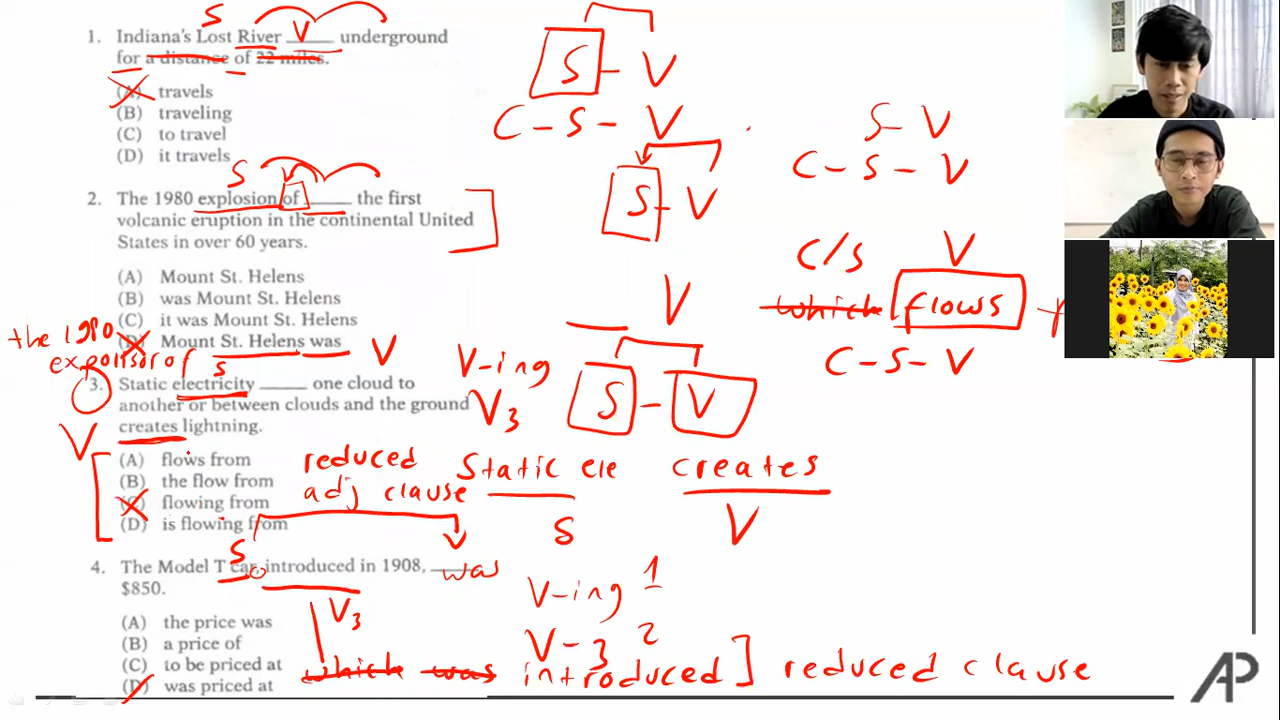 S V
1. Indiana's Lost River _____ underground
for a distance of 22 miles.
(A) travels
(B) traveling
(C) to travel
(D) it travels
S V
2. The 1980 explosion of _____ the first
volcanic eruption in the continental United
States in over 60 years.
(A) Mount St. Helens
(B) was Mount St. Helens
(C) it was Mount St. Helens
(D) Mount St. Helens was
the 1980
explosion of S V
3. Static electricity _____ one cloud to
another or between clouds and the ground
creates lightning.
V
(A) flows from
(B) the flow from
(C) flowing from
(D) is flowing from
reduced
adj clause
S V
4. The Model T car, introduced in 1908, _____ was
$850.
V3
(A) the price was
(B) a price of
(C) to be priced at
(D) was priced at
S - V
C - S - V
S - V
V
V-ing
V3
S - V
Static ele creates
S V
V-ing 1
V-3 2
which was introduced ] reduced clause
S - V
C - S - V
C/S V
which flows
C - S - V
AP